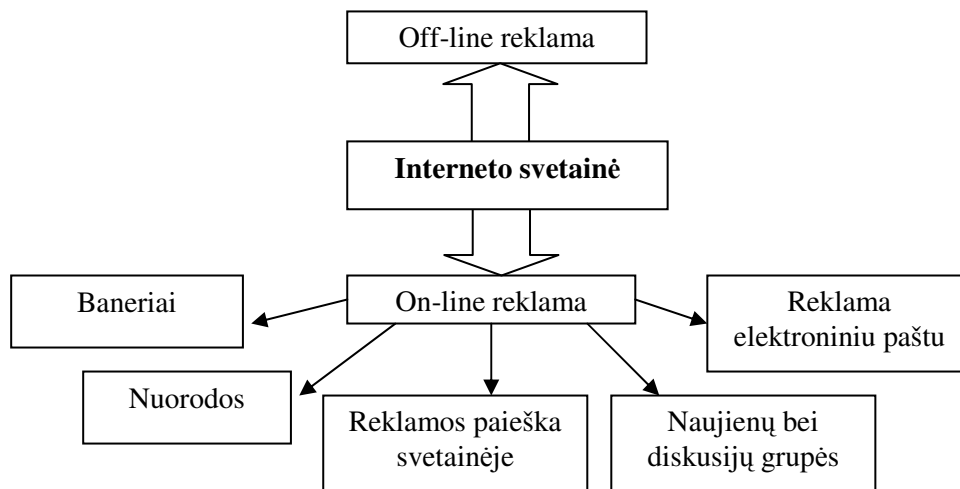 Off-line reklama
Interneto svetainė
Baneriai
On-line reklama
Reklama
elektroniniu paštu
Nuorodos
Reklamos paieška
svetainėje
Naujienų bei
diskusijų grupės